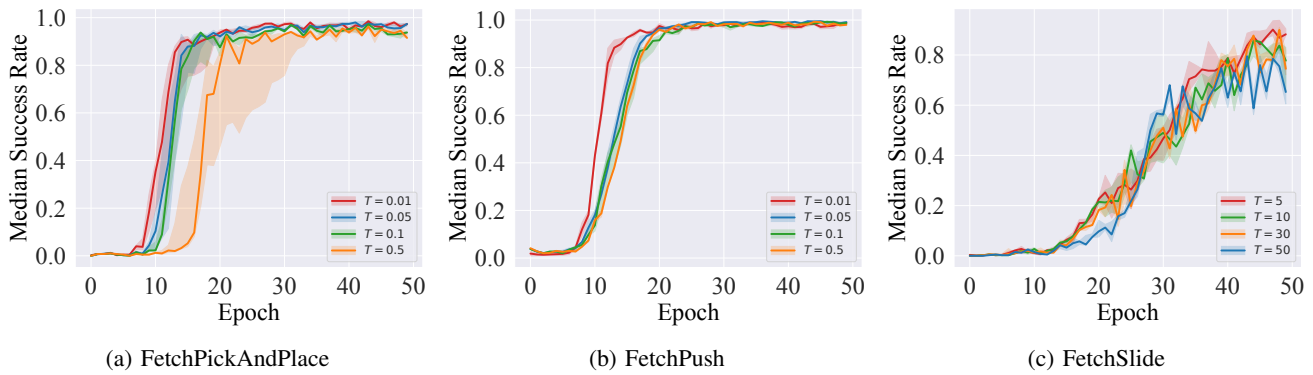 Median Success Rate
1.0
0.8
0.6
0.4
0.2
0.0
0 10 20 30 40 50
Epoch
T = 0.01
T = 0.05
T = 0.1
T = 0.5
(a) FetchPickAndPlace
Median Success Rate
1.0
0.8
0.6
0.4
0.2
0.0
0 10 20 30 40 50
Epoch
T = 0.01
T = 0.05
T = 0.1
T = 0.5
(b) FetchPush
Median Success Rate
1.0
0.8
0.6
0.4
0.2
0.0
0 10 20 30 40 50
Epoch
T = 5
T = 10
T = 30
T = 50
(c) FetchSlide